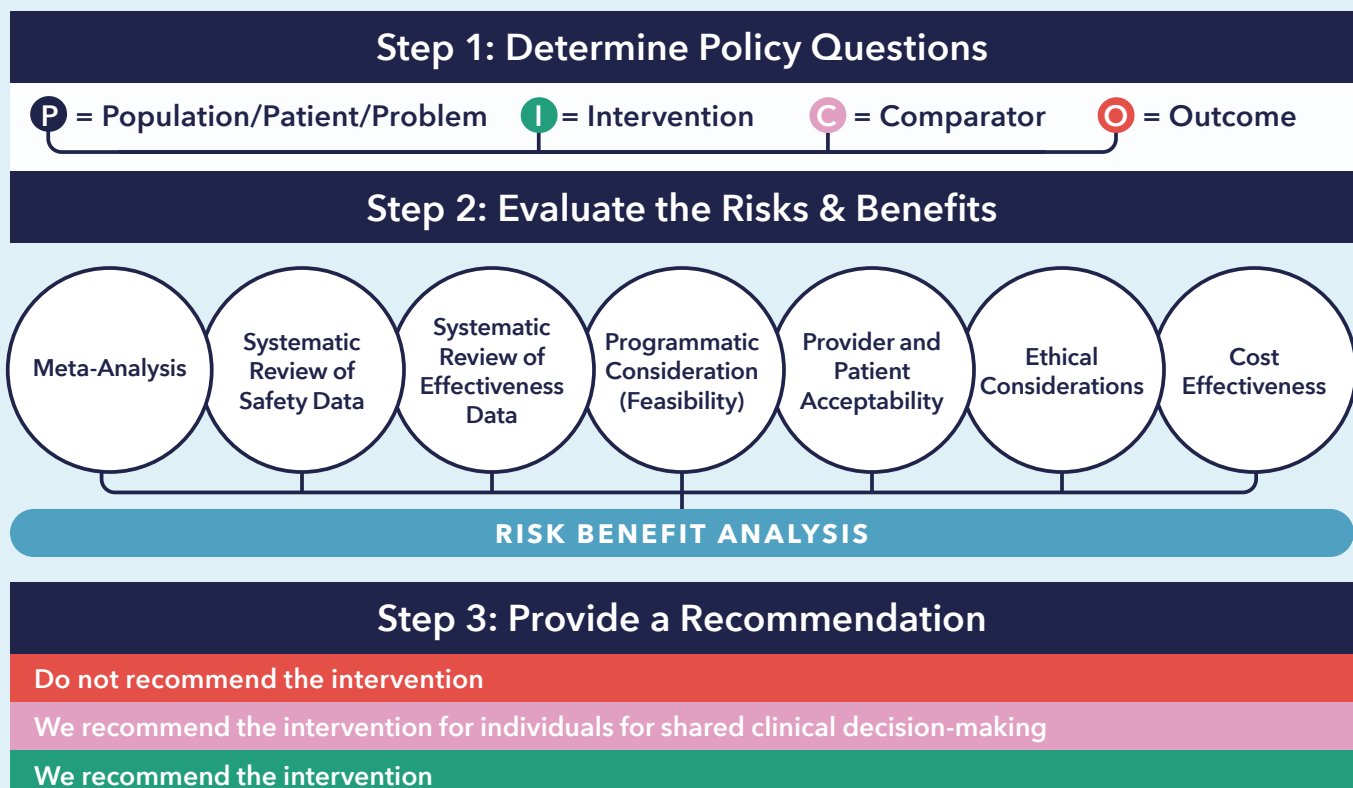 Step 1: Determine Policy Questions
P = Population/Patient/Problem I = Intervention C = Comparator O = Outcome
Step 2: Evaluate the Risks & Benefits
Meta-Analysis
Systematic
Review of
Safety Data
Systematic
Review of
Effectiveness
Data
Programmatic
Consideration
(Feasibility)
Provider and
Patient
Acceptability
Ethical
Considerations
Cost
Effectiveness
RISK BENEFIT ANALYSIS
Step 3: Provide a Recommendation
Do not recommend the intervention
We recommend the intervention for individuals for shared clinical decision-making
We recommend the intervention